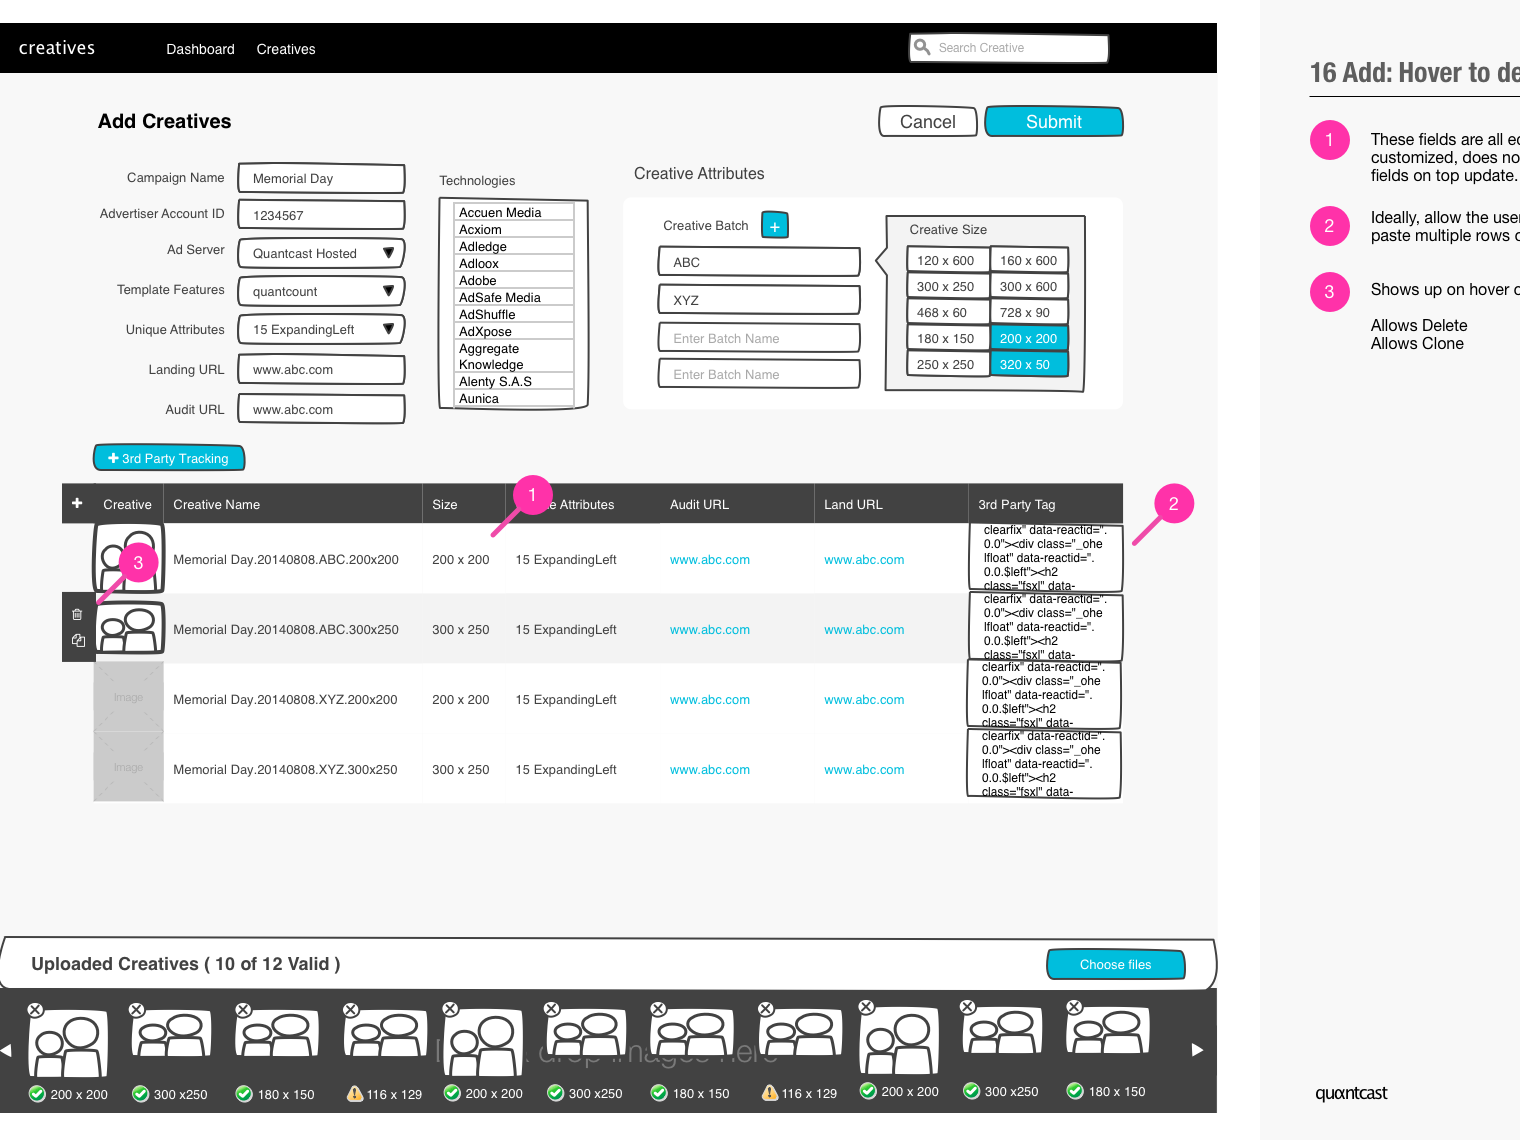 creatives
Dashboard
Creatives
Search Creative
Add Creatives
Cancel
Submit
Campaign Name
Memorial Day
Advertiser Account ID
1234567
Ad Server
Quantcast Hosted
Template Features
quantcount
Unique Attributes
15 ExpandingLeft
Landing URL
www.abc.com
Audit URL
www.abc.com
Technologies
Accuen Media
Acxiom
Adledge
Adloox
Adobe
AdSafe Media
AdShuffle
AdXpose
Aggregate
Knowledge
Alenty S.A.S
Aunica
Creative Attributes
Creative Batch +
ABC
XYZ
Enter Batch Name
Enter Batch Name
Creative Size
120 x 600 160 x 600
300 x 250 300 x 600
468 x 60 728 x 90
180 x 150 200 x 200
250 x 250 320 x 50
+ 3rd Party Tracking
+ Creative Creative Name Size 1 Attributes Audit URL Land URL 3rd Party Tag 2
3
Memorial Day.20140808.ABC.200x200 200 x 200 15 ExpandingLeft www.abc.com www.abc.com
clearfix" data-reactid=".
0.0"><div class="_ohe
lfloat" data-reactid=".
0.0.$left"><h2
class="fsxl" data-
Memorial Day.20140808.ABC.300x250 300 x 250 15 ExpandingLeft www.abc.com www.abc.com
clearfix" data-reactid=".
0.0"><div class="_ohe
lfloat" data-reactid=".
0.0.$left"><h2
class="fsxl" data-
Image
Memorial Day.20140808.XYZ.200x200 200 x 200 15 ExpandingLeft www.abc.com www.abc.com
clearfix" data-reactid=".
0.0"><div class="_ohe
lfloat" data-reactid=".
0.0.$left"><h2
class="fsxl" data-
Image
Memorial Day.20140808.XYZ.300x250 300 x 250 15 ExpandingLeft www.abc.com www.abc.com
clearfix" data-reactid=".
0.0"><div class="_ohe
lfloat" data-reactid=".
0.0.$left"><h2
class="fsxl" data-
Uploaded Creatives ( 10 of 12 Valid )
Choose files
drop images here
200 x 200 300 x250 180 x 150 116 x 129 200 x 200 300 x250 180 x 150 116 x 129 200 x 200 300 x250 180 x 150
16 Add: Hover to de
1
These fields are all
customized, does no
fields on top update.
2
Ideally, allow the user
paste multiple rows
3
Shows up on hover
Allows Delete
Allows Clone
quantcast